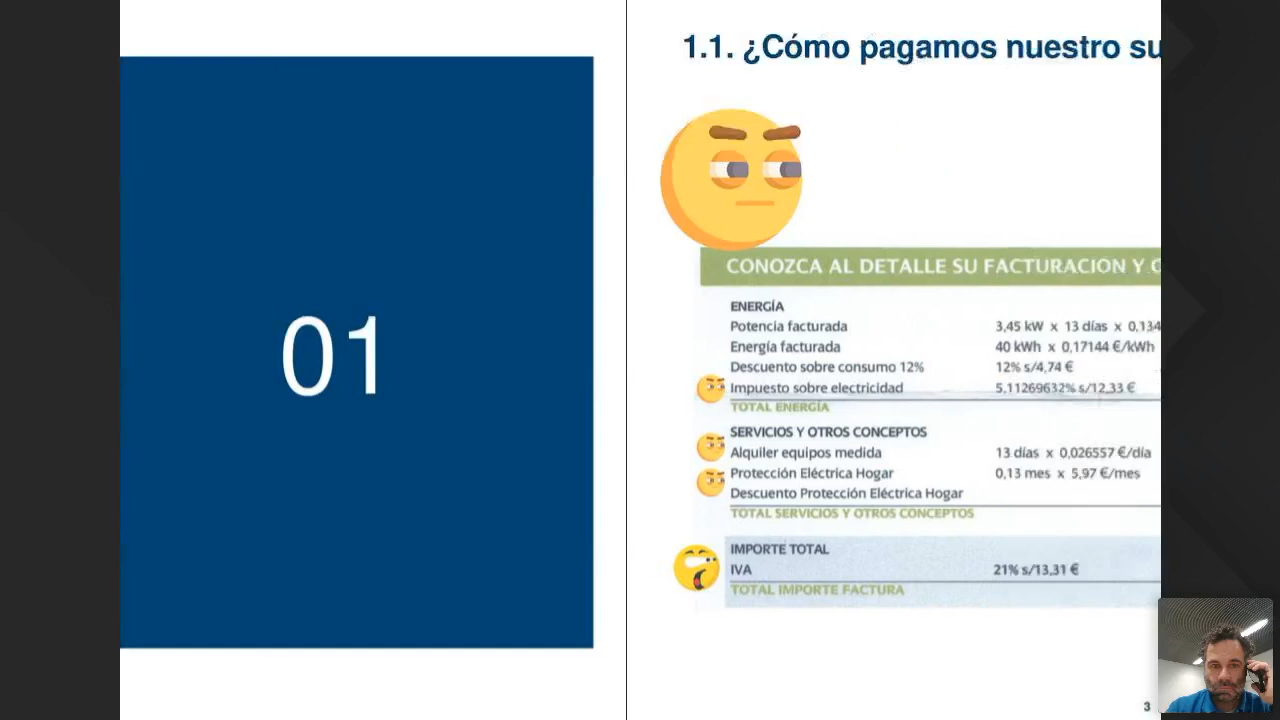 01
1.1. ¿Cómo pagamos nuestro su
CONOZCA AL DETALLE SU FACTURACIÓN Y
ENERGÍA
Potencia facturada 3,45 kW x 13 días x 0,134
Energía facturada 40 kWh x 0,17144 €/kWh
Descuento sobre consumo 12% 12% s/4,74 €
Impuesto sobre electricidad 5,11269632% s/12,33 €
TOTAL ENERGÍA
SERVICIOS Y OTROS CONCEPTOS
Alquiler equipos medida 13 días x 0,026557 €/día
Protección Eléctrica Hogar 0,13 mes x 5,97 €/mes
Descuento Protección Eléctrica Hogar
TOTAL SERVICIOS Y OTROS CONCEPTOS
IMPORTE TOTAL
IVA 21% s/13,31 €
TOTAL IMPORTE FACTURA
3